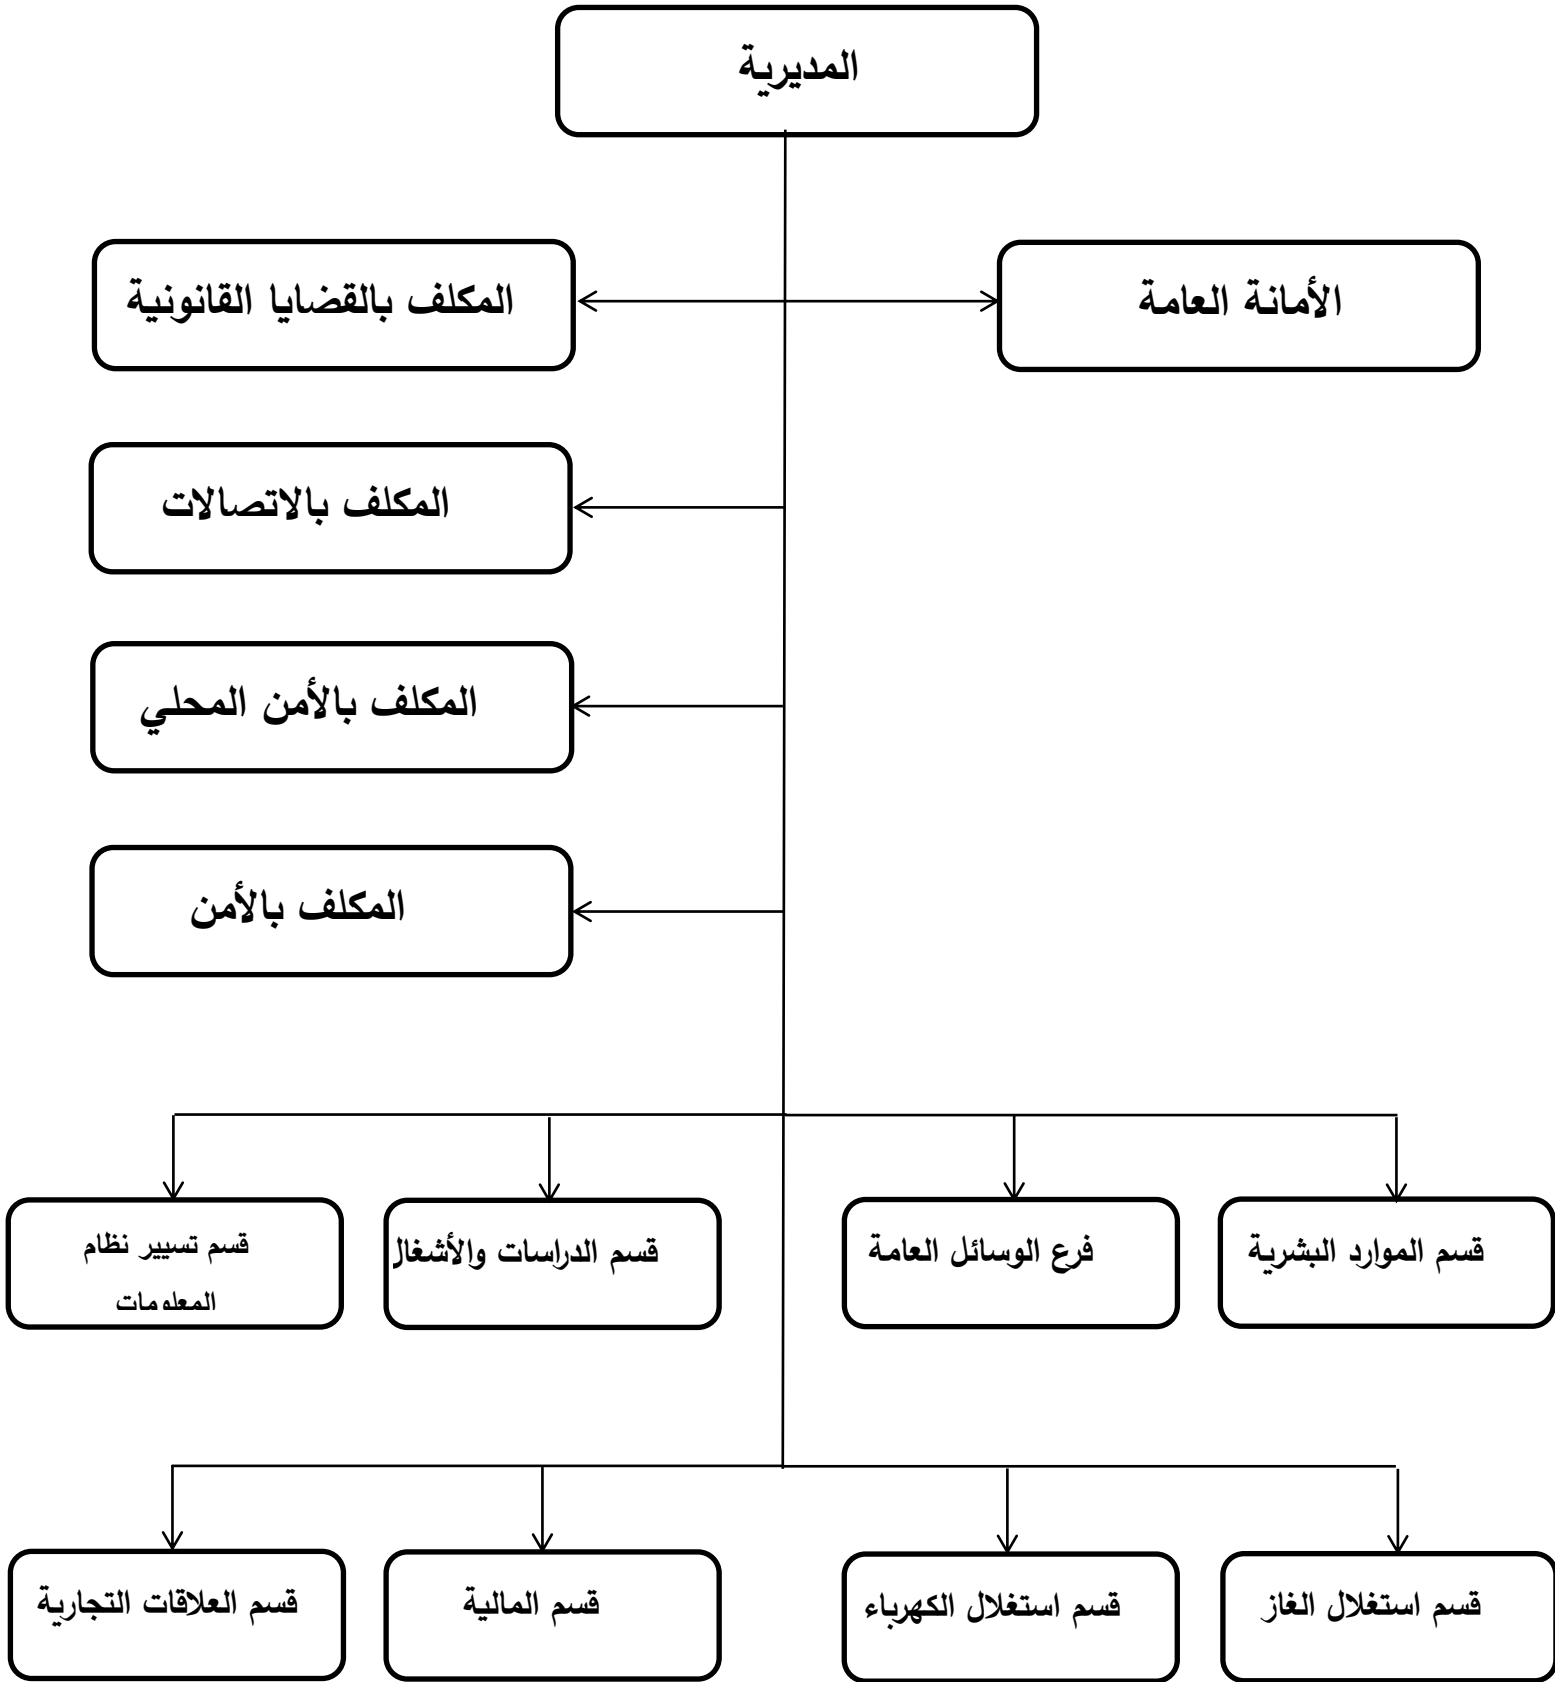 المديرية
الأمانة العامة
المكلف بالقضايا القانونية
المكلف بالاتصالات
المكلف بالأمن المحلي
المكلف بالأمن
قسم الموارد البشرية
فرع الوسائل العامة
قسم الدراسات والأشغال
قسم تسيير نظام
المعلومات
قسم استغلال الغاز
قسم استغلال الكهرباء
قسم المالية
قسم العلاقات التجارية